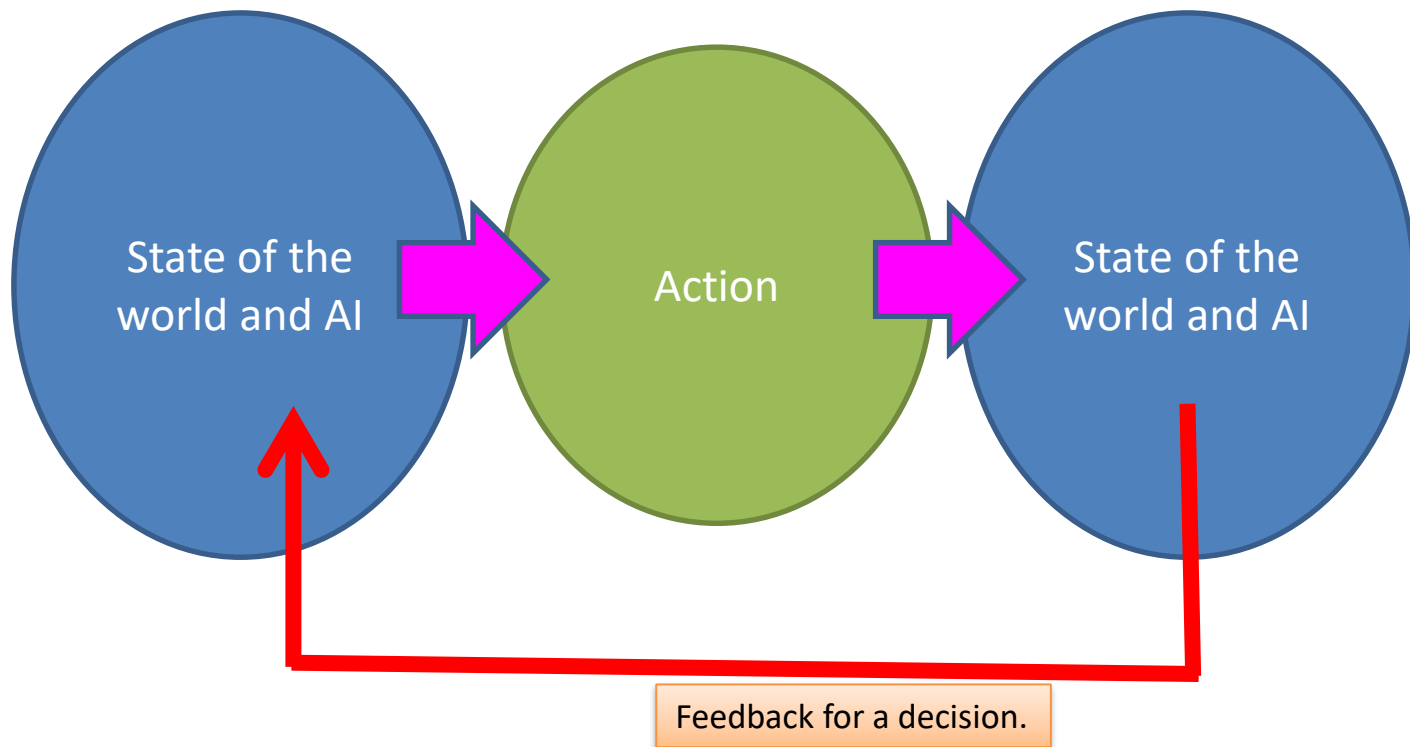 State of the
world and AI
Action
State of the
world and AI
Feedback for a decision.